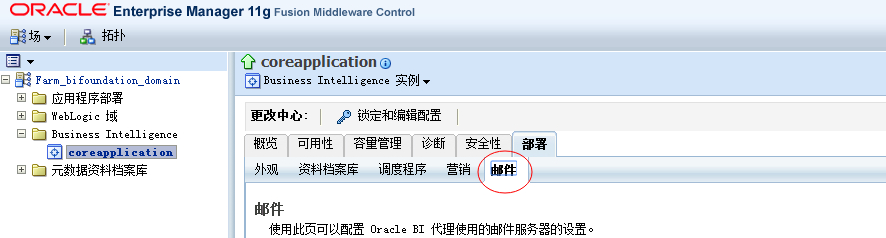 ORACLE Enterprise Manager 11g Fusion Middleware Control
场 拓扑
Farm_bifoundation_domain
应用程序部署
WebLogic 域
Business Intelligence
coreapplication
元数据资料档案库
coreapplication
Business Intelligence 实例
更改中心: 锁定和编辑配置
概览 可用性 容量管理 诊断 安全性 部署
外观 资料档案库 调度程序 营销 邮件
邮件
使用此页可以配置 Oracle BI 代理使用的邮件服务器的设置。